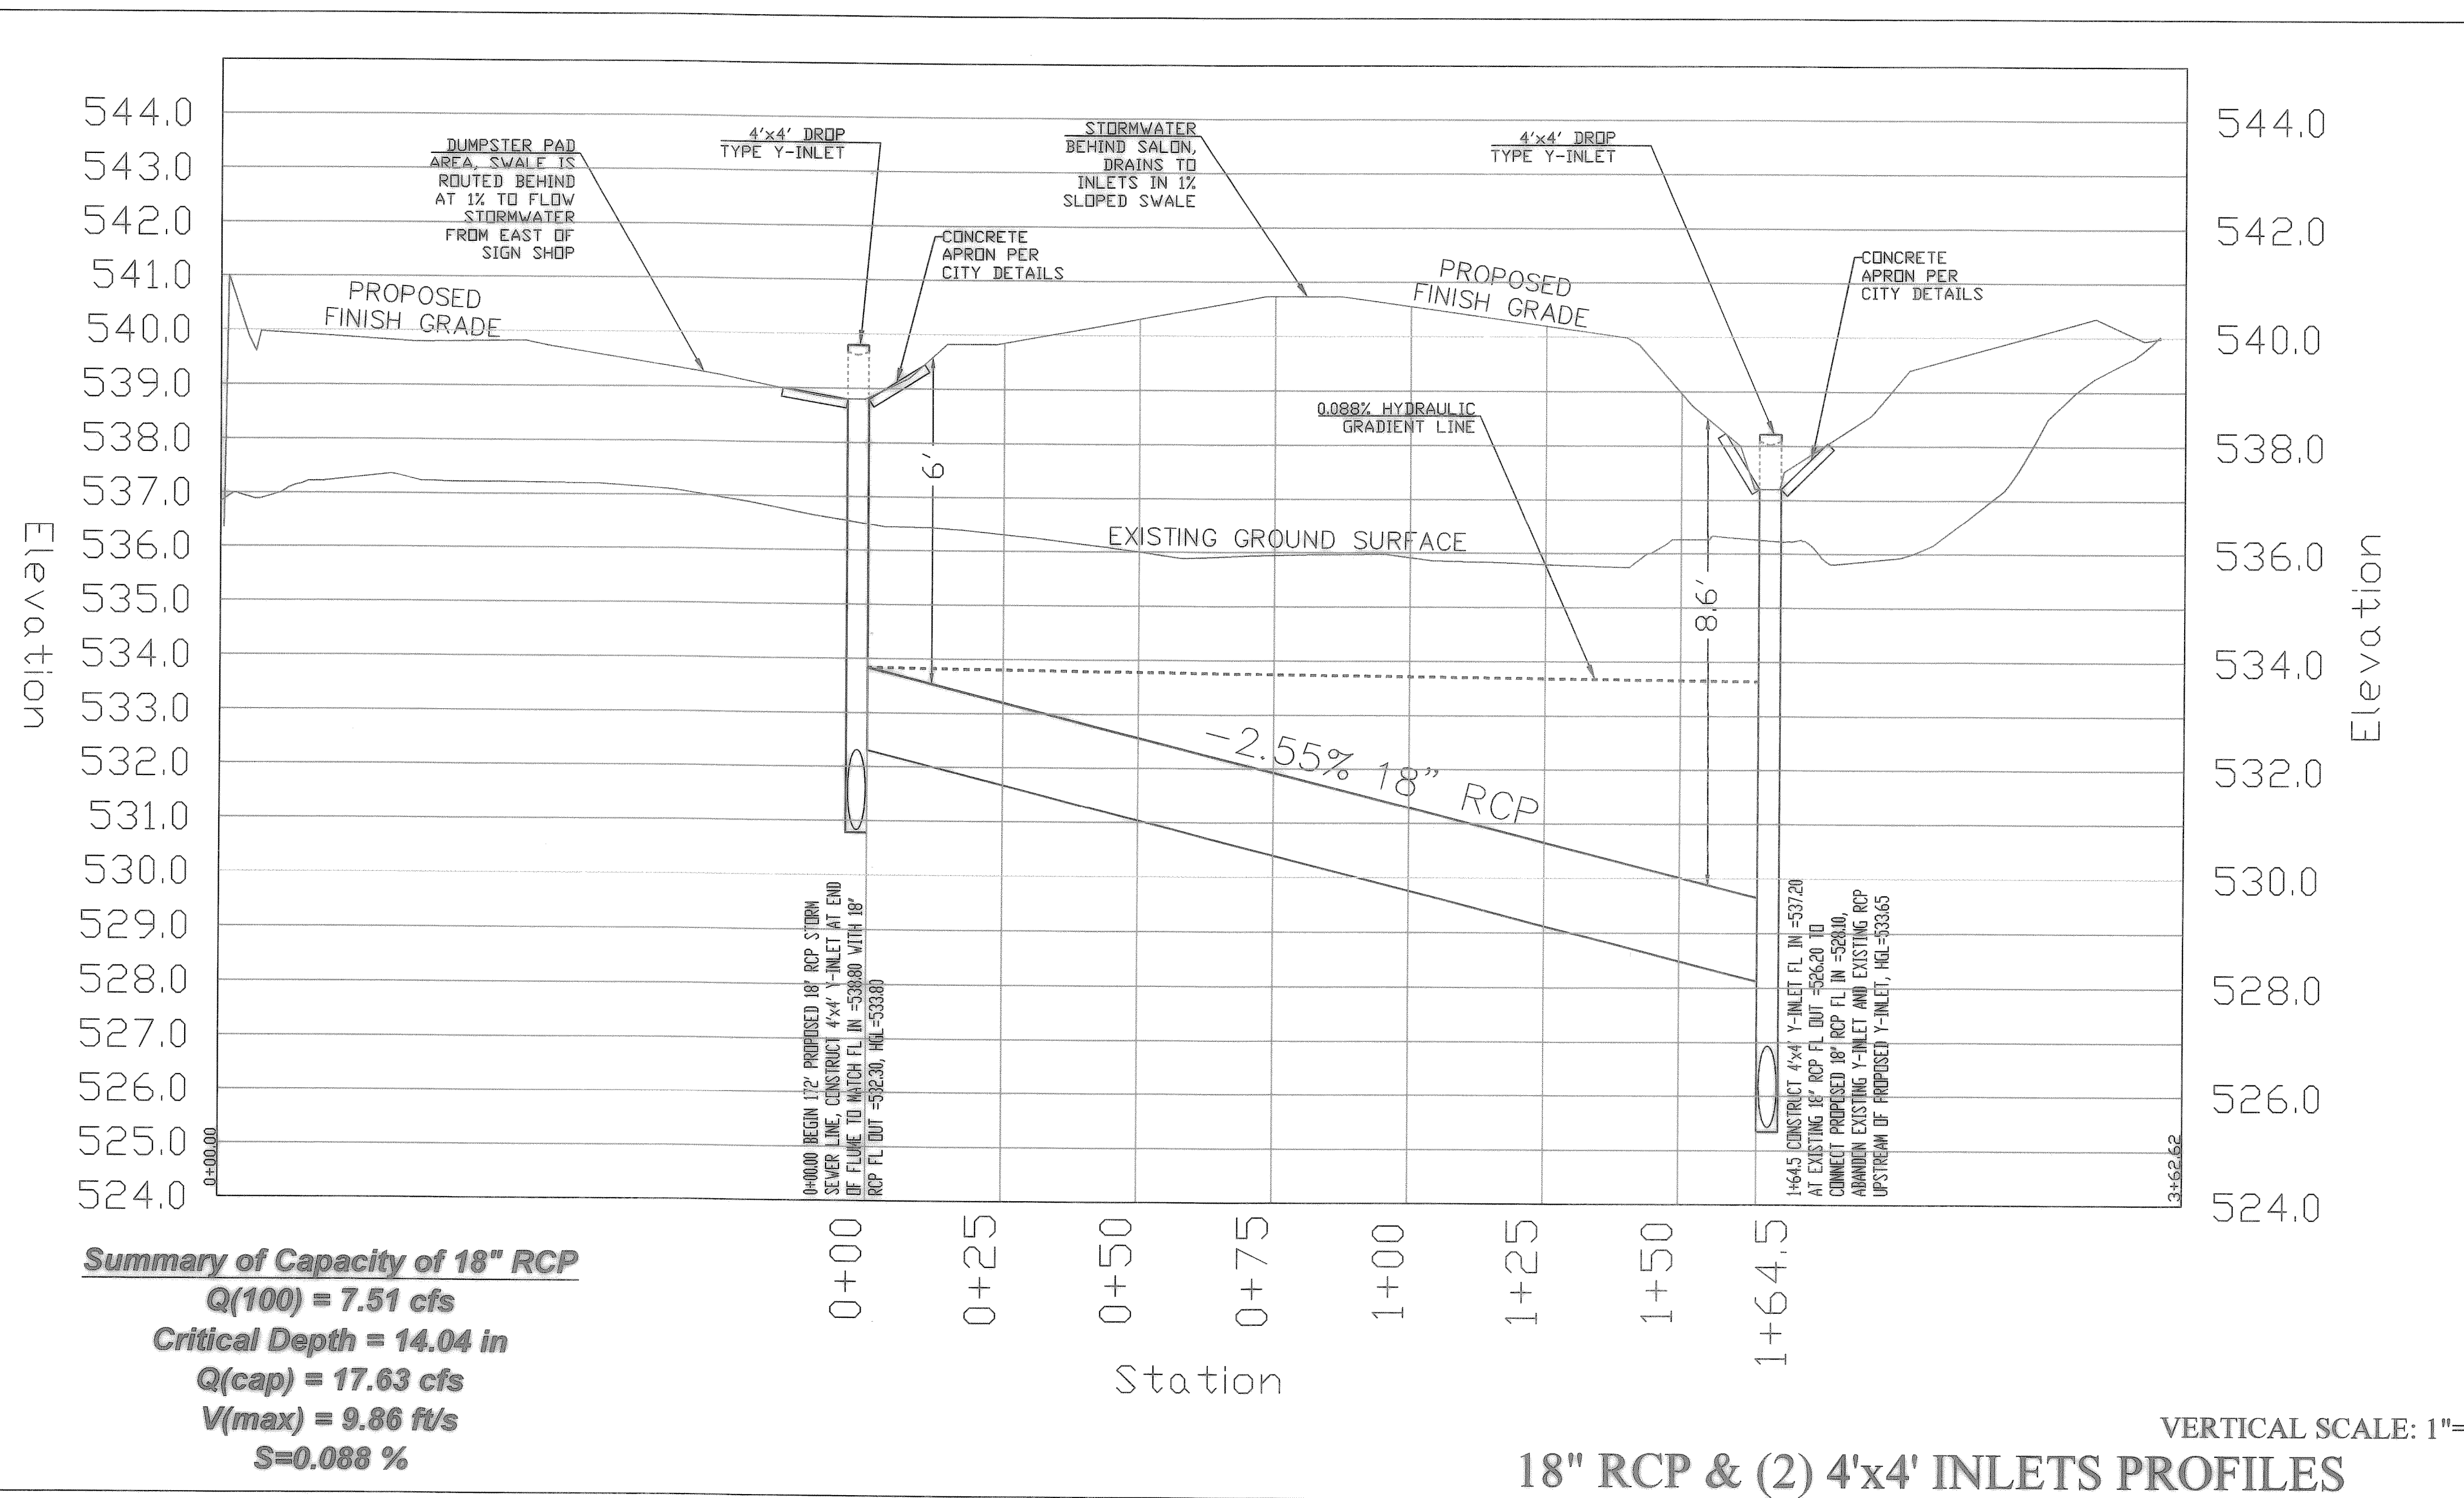 544.0
543.0
542.0
541.0
540.0
539.0
538.0
537.0
536.0
535.0
534.0
533.0
532.0
531.0
530.0
529.0
528.0
527.0
526.0
525.0
524.0
Elevation
DUMPSTER PAD
AREA, SWALE IS
ROUTED BEHIND
AT 1% TO FLOW
STORMWATER
FROM EAST OF
SIGN SHOP
4'x4' DROP
TYPE Y-INLET
STORMWATER
BEHIND SALON,
DRAINS TO
INLETS IN 1%
SLOPED SWALE
4'x4' DROP
TYPE Y-INLET
CONCRETE
APRON PER
CITY DETAILS
CONCRETE
APRON PER
CITY DETAILS
PROPOSED
FINISH GRADE
PROPOSED
FINISH GRADE
0.088% HYDRAULIC
GRADIENT LINE
6'
8.6'
EXISTING GROUND SURFACE
-2.55% 18" RCP
0+00.00
0+00.00 BEGIN 172' PROPOSED 18' RCP STORM
SEWER LINE, CONSTRUCT 4'x4' Y-INLET AT END
OF FLUME TO MATCH FL IN =538.80 WITH 18'
RCP FL OUT =532.30, HGL=533.80
1+64.5 CONSTRUCT 4'x4' Y-INLET FL IN =537.20
AT EXISTING 18' RCP FL OUT =526.20 TO
CONNECT PROPOSED 18' RCP FL IN =528.10,
ABANDON EXISTING Y-INLET AND EXISTING RCP
UPSTREAM OF PROPOSED Y-INLET, HGL=533.65
3+62.62
544.0
542.0
540.0
538.0
536.0
534.0
532.0
530.0
528.0
526.0
524.0
Elevation
0+00
0+25
0+50
0+75
1+00
1+25
1+50
1+64.5
Station
Summary of Capacity of 18" RCP
Q(100) = 7.51 cfs
Critical Depth = 14.04 in
Q(cap) = 17.63 cfs
V(max) = 9.86 ft/s
S=0.088 %
VERTICAL SCALE: 1"=
18" RCP & (2) 4'x4' INLETS PROFILES